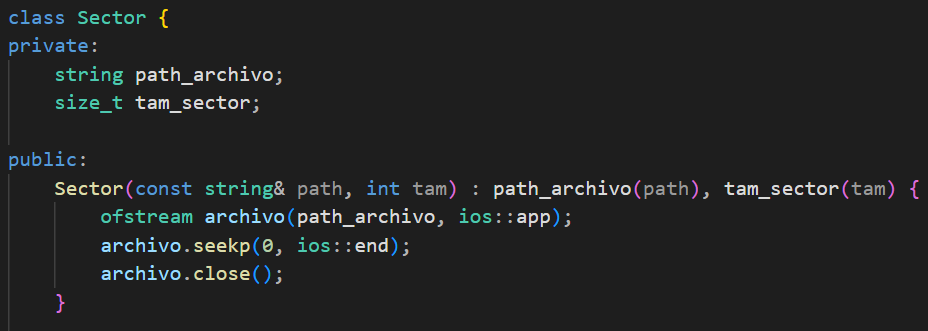 class Sector {
private:
    string path_archivo;
    size_t tam_sector;

public:
    Sector(const string& path, int tam) : path_archivo(path), tam_sector(tam) {
        ofstream archivo(path_archivo, ios::app);
        archivo.seekp(0, ios::end);
        archivo.close();
    }